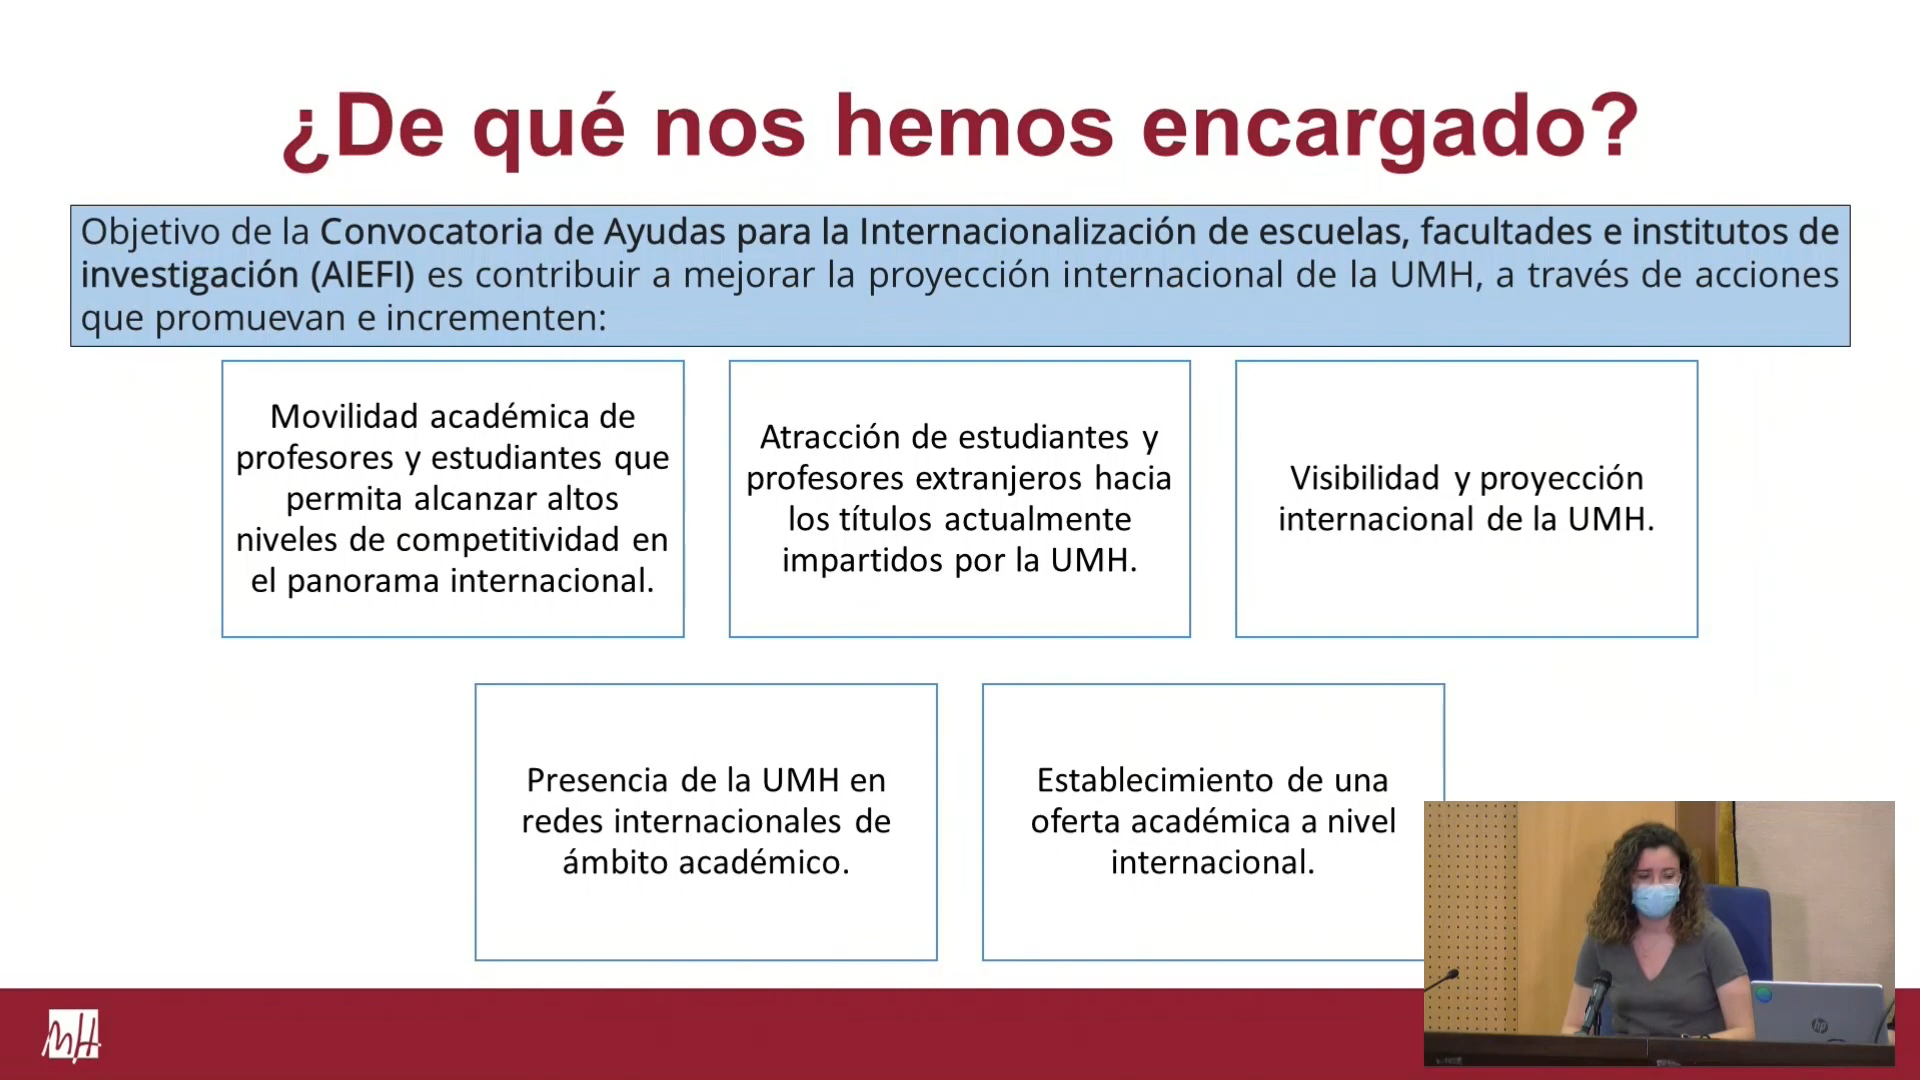 ¿De qué nos hemos encargado?
Objetivo de la Convocatoria de Ayudas para la Internacionalización de escuelas, facultades e institutos de
investigación (AIEFI) es contribuir a mejorar la proyección internacional de la UMH, a través de acciones
que promuevan e incrementen:
Movilidad académica de
profesores y estudiantes que
permita alcanzar altos
niveles de competitividad en
el panorama internacional.
Atracción de estudiantes y
profesores extranjeros hacia
los títulos actualmente
impartidos por la UMH.
Visibilidad y proyección
internacional de la UMH.
Presencia de la UMH en
redes internacionales de
ámbito académico.
Establecimiento de una
oferta académica a nivel
internacional.
hp